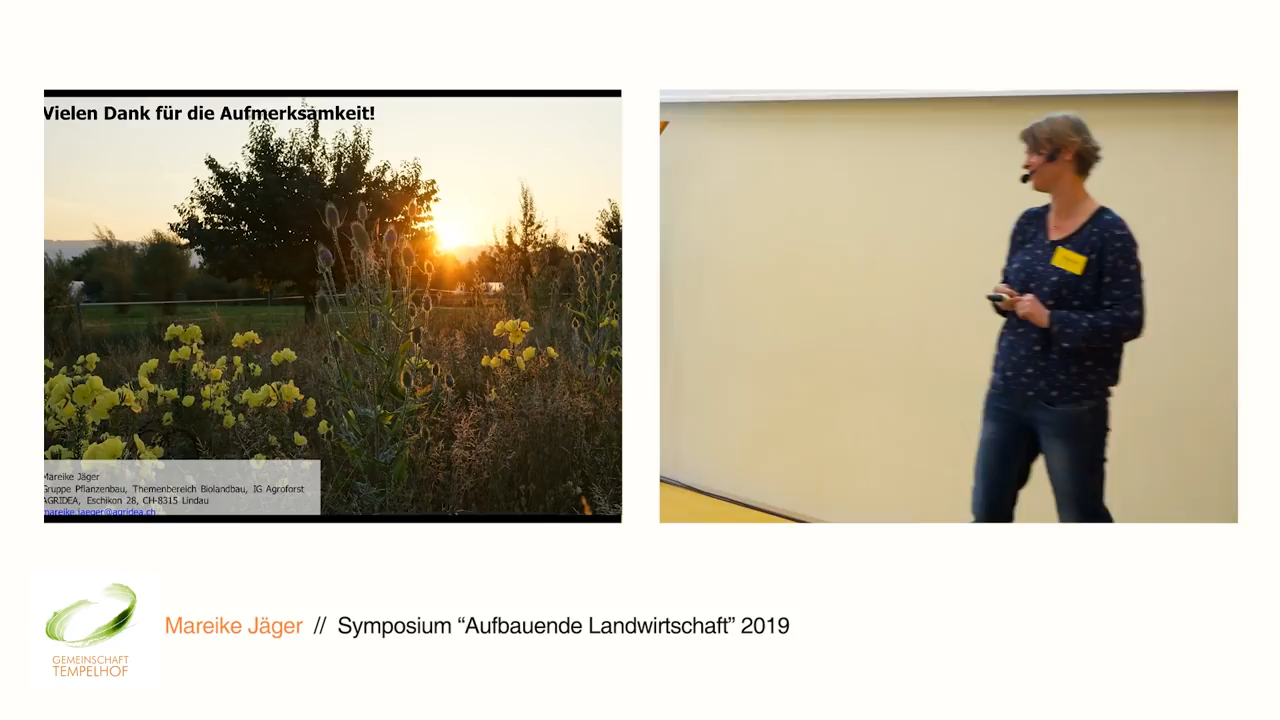 Vielen Dank für die Aufmerksamkeit!
Mareike Jäger
Gruppe Pflanzenbau, Themenbereich Biolandbau, IG Agroforst
AGRIDEA, Eschikon 28, CH-8315 Lindau
mareike.jaeger@agridea.ch
GEMEINSCHAFT
TEMPELHOF
Mareike Jäger // Symposium “Aufbauende Landwirtschaft” 2019